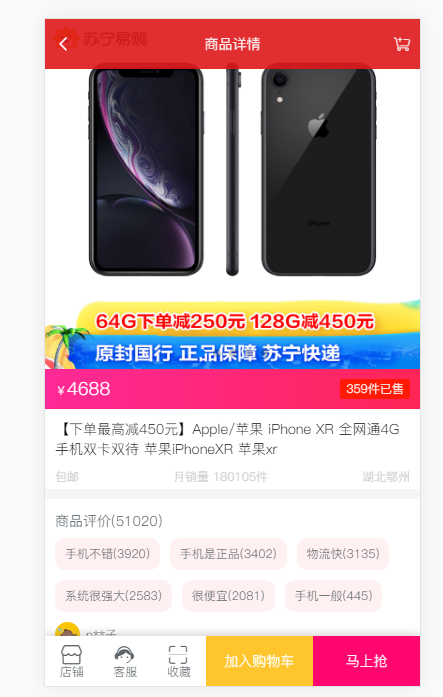 苏宁易购
商品详情
iPhone
64G下单减250元 128G减450元
原封国行 正品保障 苏宁快递
¥4688
359件已售
【下单最高减450元】Apple/苹果 iPhone XR 全网通4G
手机双卡双待 苹果iPhoneXR 苹果xr
包邮 月销量 180105件 湖北鄂州
商品评价(51020)
手机不错(3920) 手机是正品(3402) 物流快(3135)
系统很强大(2583) 很便宜(2081) 手机一般(445)
店铺 客服 收藏 加入购物车 马上抢